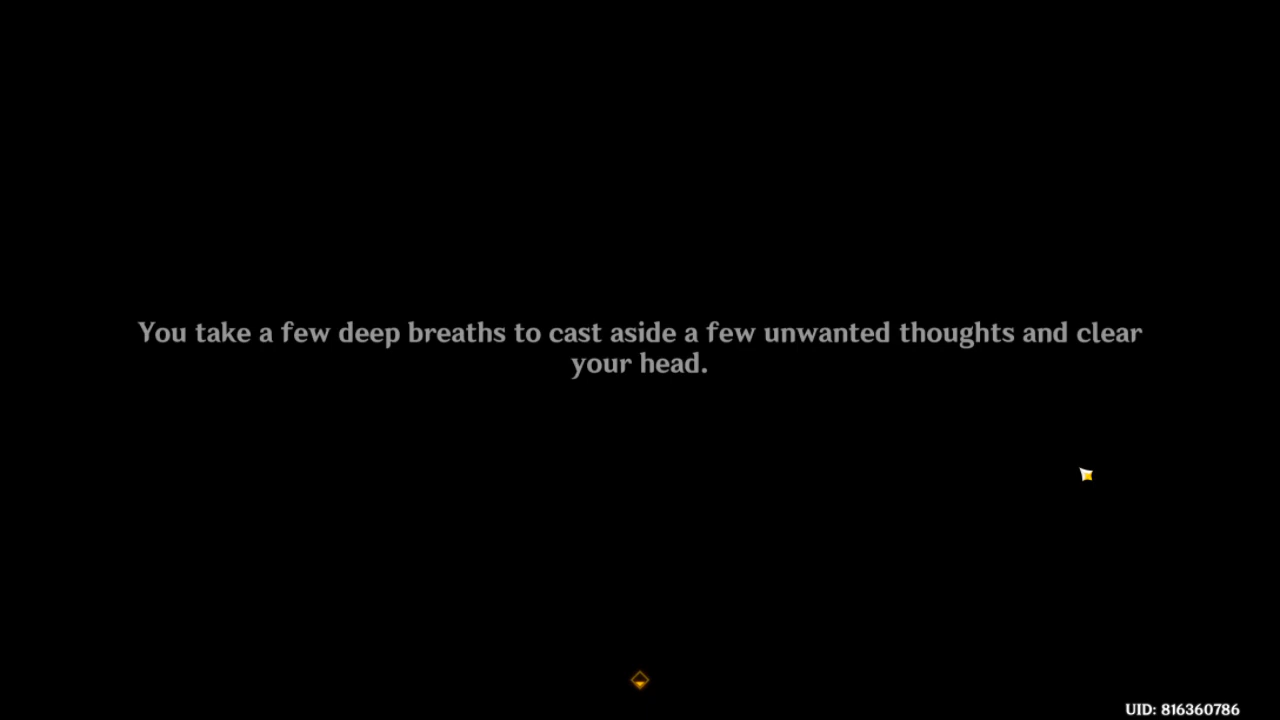 You take a few deep breaths to cast aside a few unwanted thoughts and clear
your head.
UID: 816360786